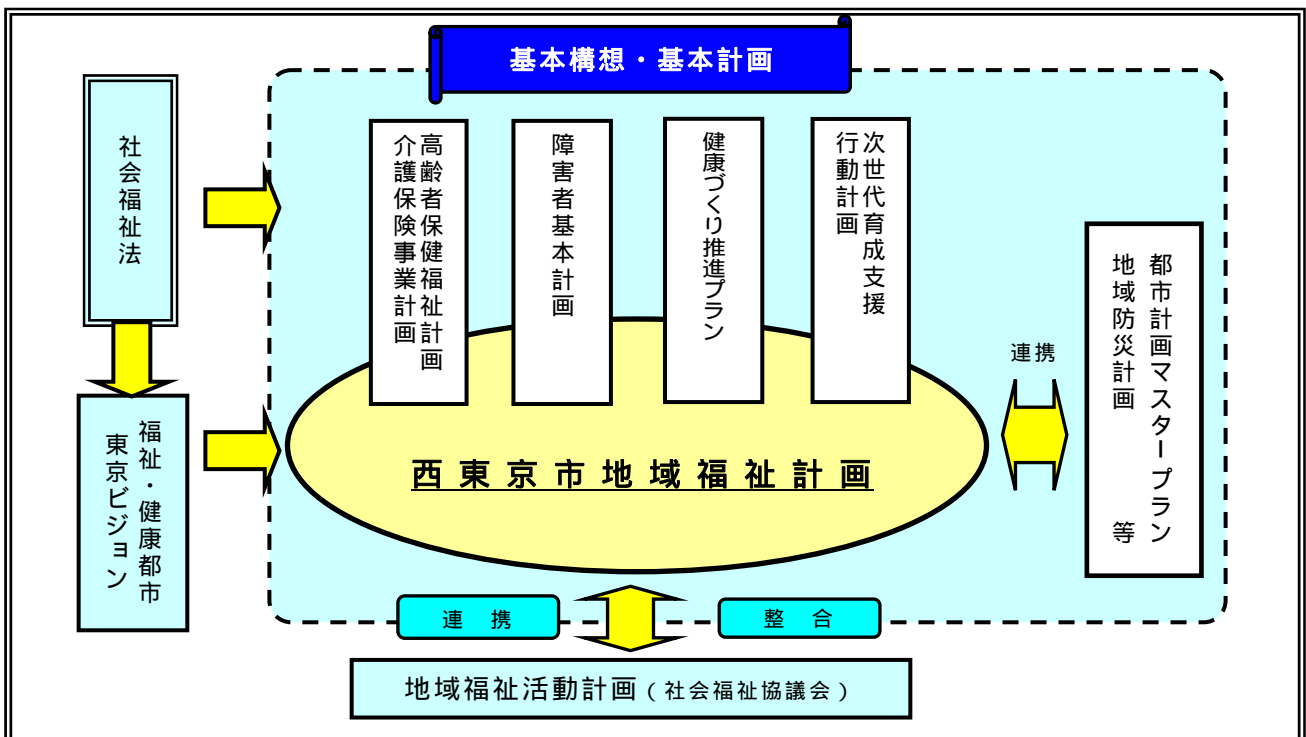 基本構想・基本計画
社会福祉法
福祉・健康都市
東京ビジョン
高齢者保健福祉計画
介護保険事業計画
障害者基本計画
健康づくり推進プラン
次世代育成支援
行動計画
西東京市地域福祉計画
連携
都市計画マスタープラン
地域防災計画 等
連 携
整 合
地域福祉活動計画(社会福祉協議会)